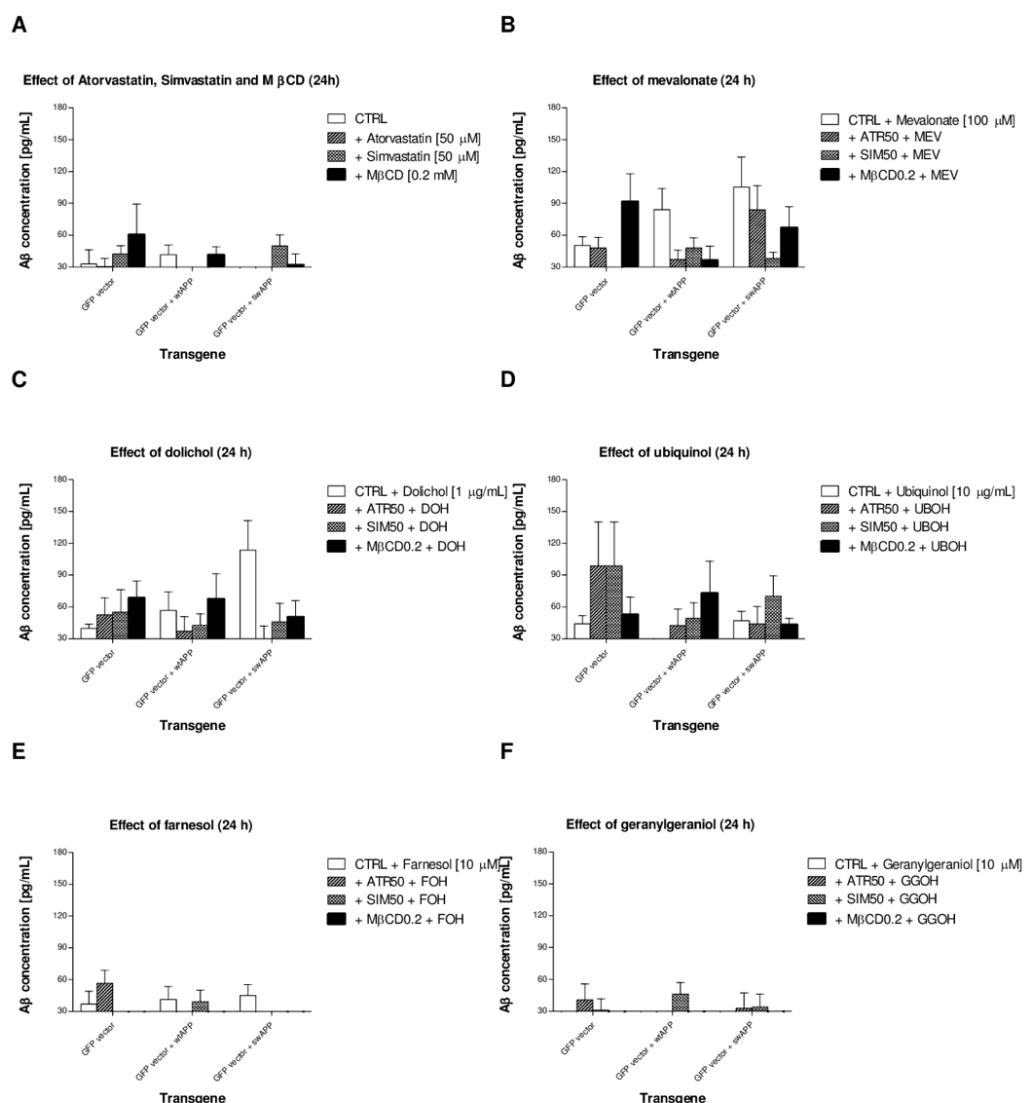 A
Effect of Atorvastatin, Simvastatin and M βCD (24h)
Aβ concentration [pg/mL]
180
150
120
90
60
30
CTRL
+ Atorvastatin [50 μM]
+ Simvastatin [50 μM]
+ MβCD [0.2 mM]
GFP vector
GFP vector + wtAPP
GFP vector + swAPP
Transgene
B
Effect of mevalonate (24 h)
Aβ concentration [pg/mL]
180
150
120
90
60
30
CTRL + Mevalonate [100 μM]
+ ATR50 + MEV
+ SIM50 + MEV
+ MβCD0.2 + MEV
GFP vector
GFP vector + wtAPP
GFP vector + swAPP
Transgene
C
Effect of dolichol (24 h)
Aβ concentration [pg/mL]
180
150
120
90
60
30
CTRL + Dolichol [1 μg/mL]
+ ATR50 + DOH
+ SIM50 + DOH
+ MβCD0.2 + DOH
GFP vector
GFP vector + wtAPP
GFP vector + swAPP
Transgene
D
Effect of ubiquinol (24 h)
Aβ concentration [pg/mL]
180
150
120
90
60
30
CTRL + Ubiquinol [10 μg/mL]
+ ATR50 + UBOH
+ SIM50 + UBOH
+ MβCD0.2 + UBOH
GFP vector
GFP vector + wtAPP
GFP vector + swAPP
Transgene
E
Effect of farnesol (24 h)
Aβ concentration [pg/mL]
180
150
120
90
60
30
CTRL + Farnesol [10 μM]
+ ATR50 + FOH
+ SIM50 + FOH
+ MβCD0.2 + FOH
GFP vector
GFP vector + wtAPP
GFP vector + swAPP
Transgene
F
Effect of geranylgeraniol (24 h)
Aβ concentration [pg/mL]
180
150
120
90
60
30
CTRL + Geranylgeraniol [10 μM]
+ ATR50 + GGOH
+ SIM50 + GGOH
+ MβCD0.2 + GGOH
GFP vector
GFP vector + wtAPP
GFP vector + swAPP
Transgene